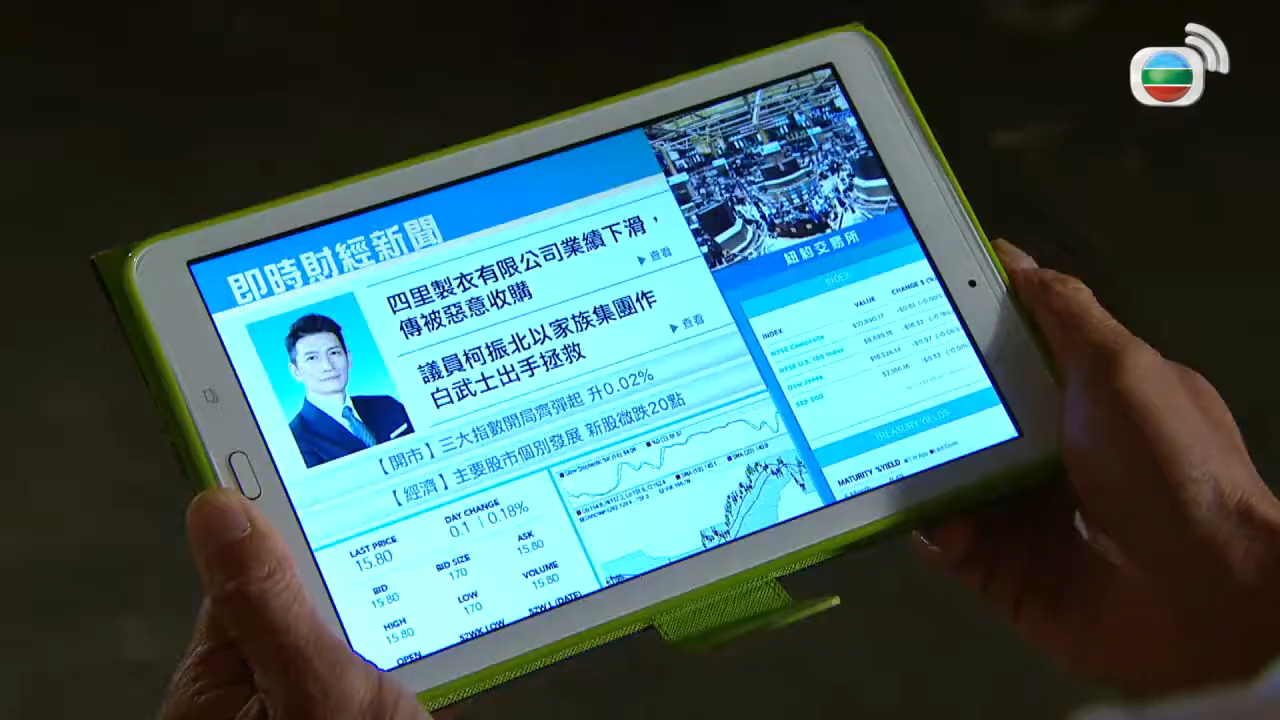 即時財經新聞
四里製衣有限公司業績下滑，
傳被惡意收購
▶查看
議員柯振北以家族集團作
白武士出手拯救
▶查看
【開市】三大指數開局齊彈起 升0.02%
【經濟】主要股市個別發展 新股微跌20點
紐約交易所
INDEX
INDEX VALUE CHANGE $ (%
NYSE Composite
NYSE U.S. 100 Index
Dow Jones
S&P 500
TREASURY YIELDS
MATURITY %YIELD
LAST PRICE
15.80
DAY CHANGE
0.1 | 0.18%
BID
15.80
BID SIZE
170
ASK
15.80
HIGH
15.80
LOW
170
VOLUME
15.80
OPEN
52WK LOW